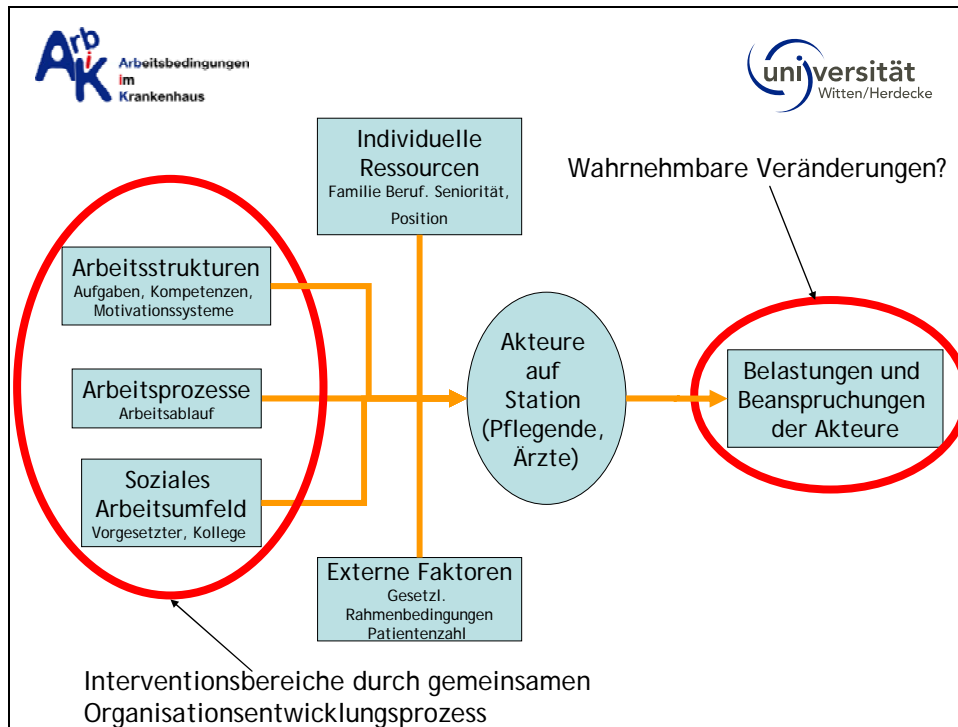 Arb
iK
Arbeitsbedingungen
im
Krankenhaus
universität
Witten/Herdecke
Individuelle
Ressourcen
Familie Beruf. Seniorität,
Position
Wahrnehmbare Veränderungen?
Arbeitsstrukturen
Aufgaben, Kompetenzen,
Motivationssysteme
Arbeitsprozesse
Arbeitsablauf
Soziales
Arbeitsumfeld
Vorgesetzter, Kollege
Akteure
auf
Station
(Pflegende,
Ärzte)
Belastungen und
Beanspruchungen
der Akteure
Externe Faktoren
Gesetzl.
Rahmenbedingungen
Patientenzahl
Interventionsbereiche durch gemeinsamen
Organisationsentwicklungsprozess